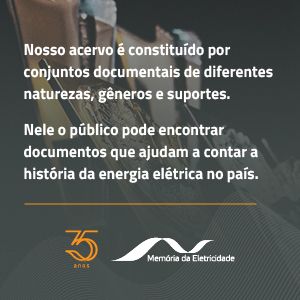 Nosso acervo é constituído por
conjuntos documentais de diferentes
naturezas, gêneros e suportes.
Nele o público pode encontrar
documentos que ajudam a contar a
história da energia elétrica no país.
35
anos
Memória da Eletricidade